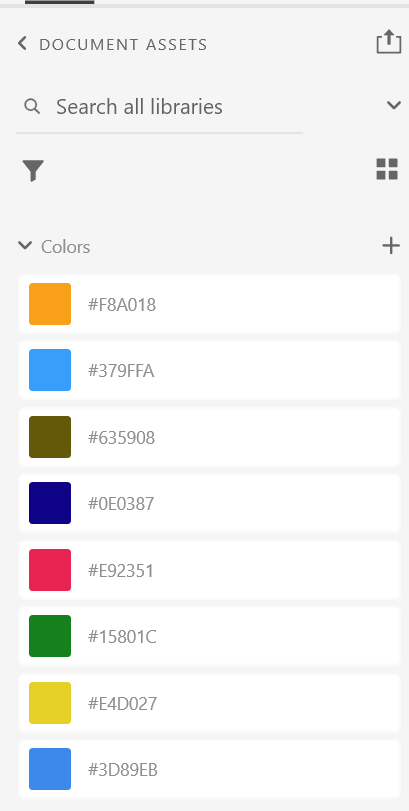 DOCUMENT ASSETS
Search all libraries
Colors
#F8A018
#379FFA
#635908
#0E0387
#E92351
#15801C
#E4D027
#3D89EB